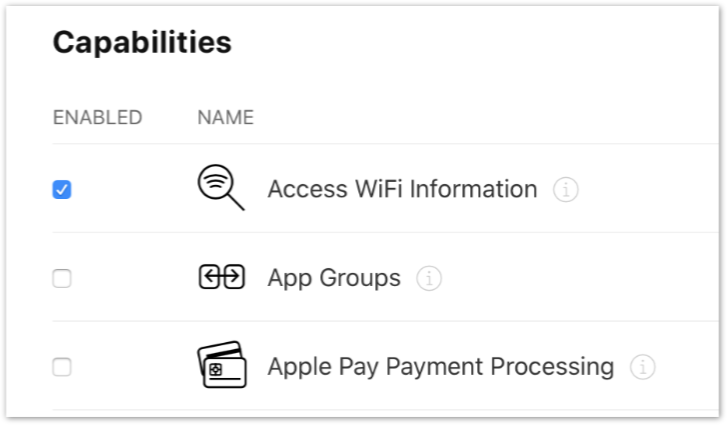 Capabilities
ENABLED NAME
Access WiFi Information
App Groups
Apple Pay Payment Processing